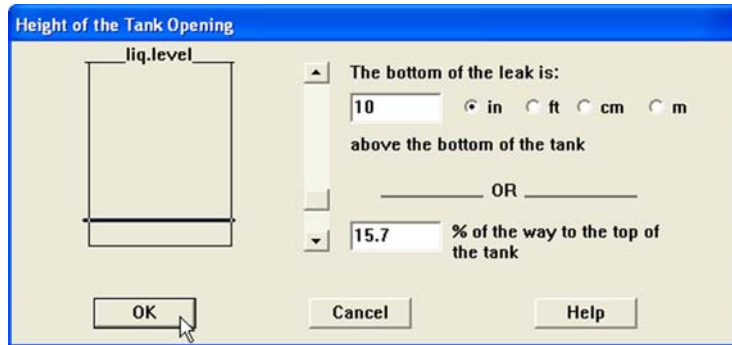 Height of the Tank Opening
liq.level
The bottom of the leak is:
10 in ft cm m
above the bottom of the tank
OR
15.7 % of the way to the top of
the tank
OK Cancel Help